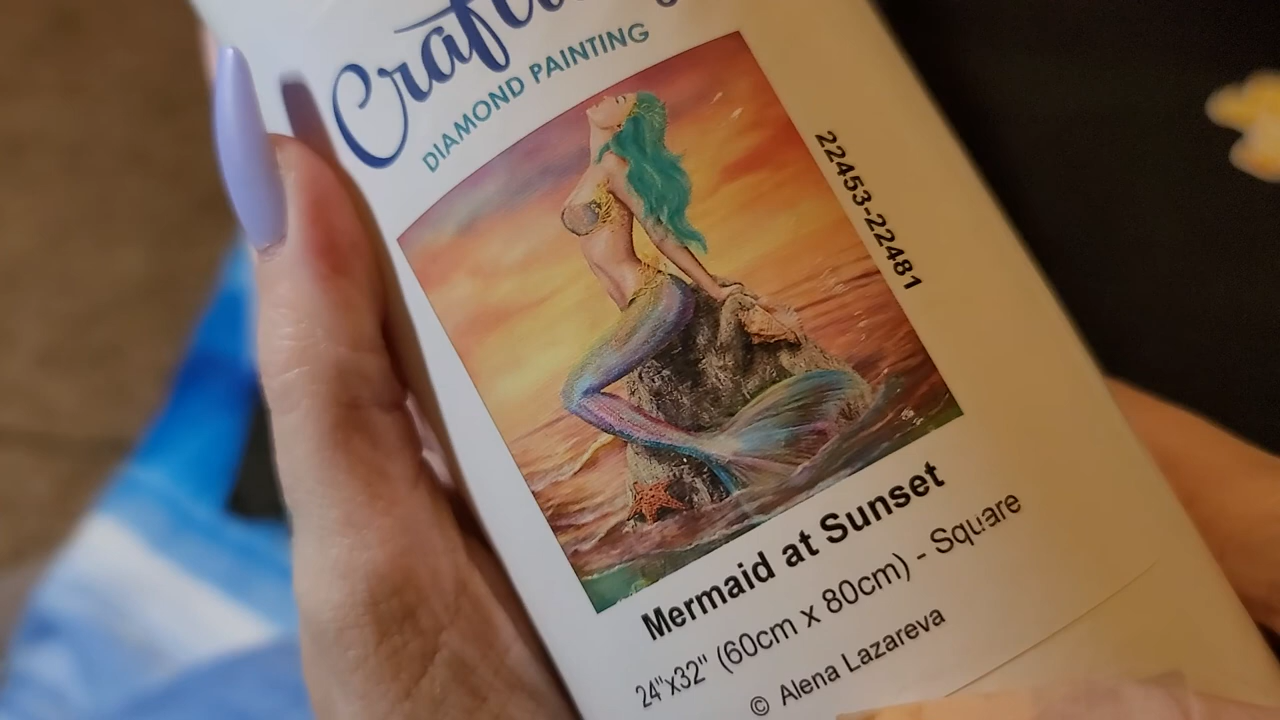 DIAMOND PAINTING
22453-22481
Mermaid at Sunset
24"x32" (60cm x 80cm) - Square
© Alena Lazareva